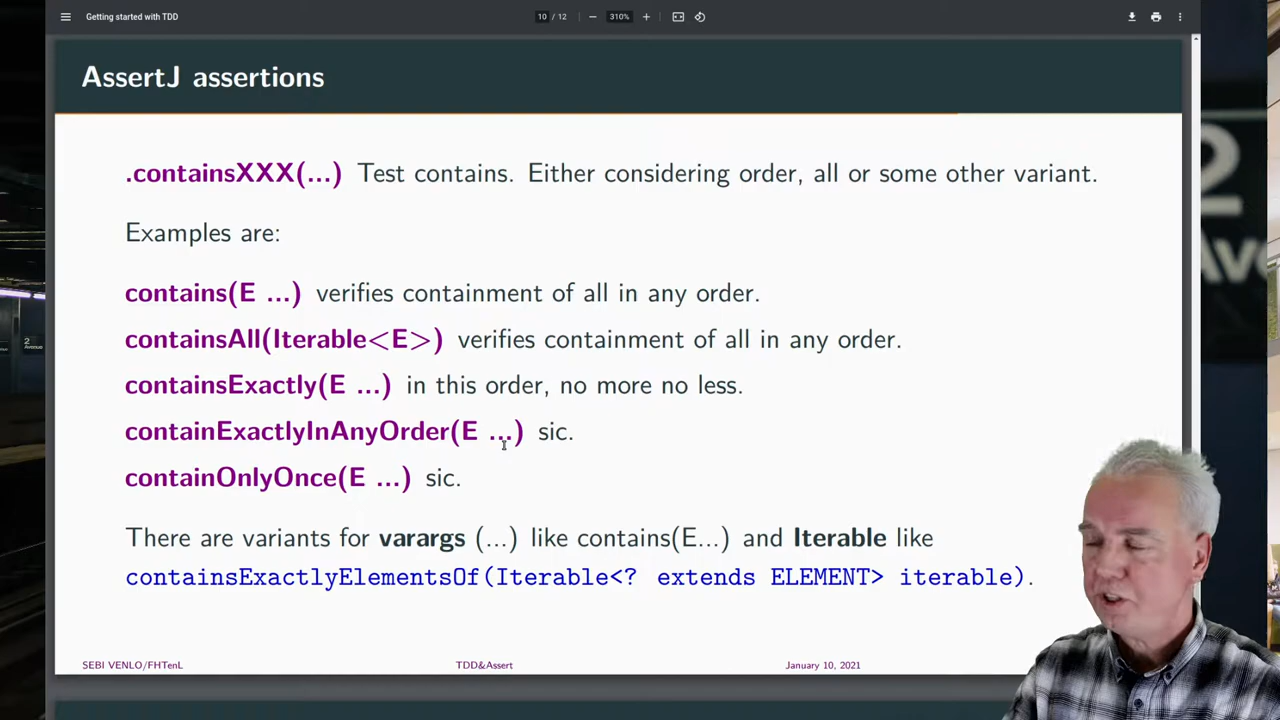 Getting started with TDD
10 / 12
310%
AssertJ assertions
.containsXXX(...) Test contains. Either considering order, all or some other variant.
Examples are:
contains(E ...) verifies containment of all in any order.
containsAll(Iterable<E>) verifies containment of all in any order.
containsExactly(E ...) in this order, no more no less.
containExactlyInAnyOrder(E ...) sic.
containOnlyOnce(E ...) sic.
There are variants for varargs (...) like contains(E...) and Iterable like
containsExactlyElementsOf(Iterable<? extends ELEMENT> iterable).
SEBI VENLO/FHTenL
TDD&Assert
January 10, 2021
2
Av
2